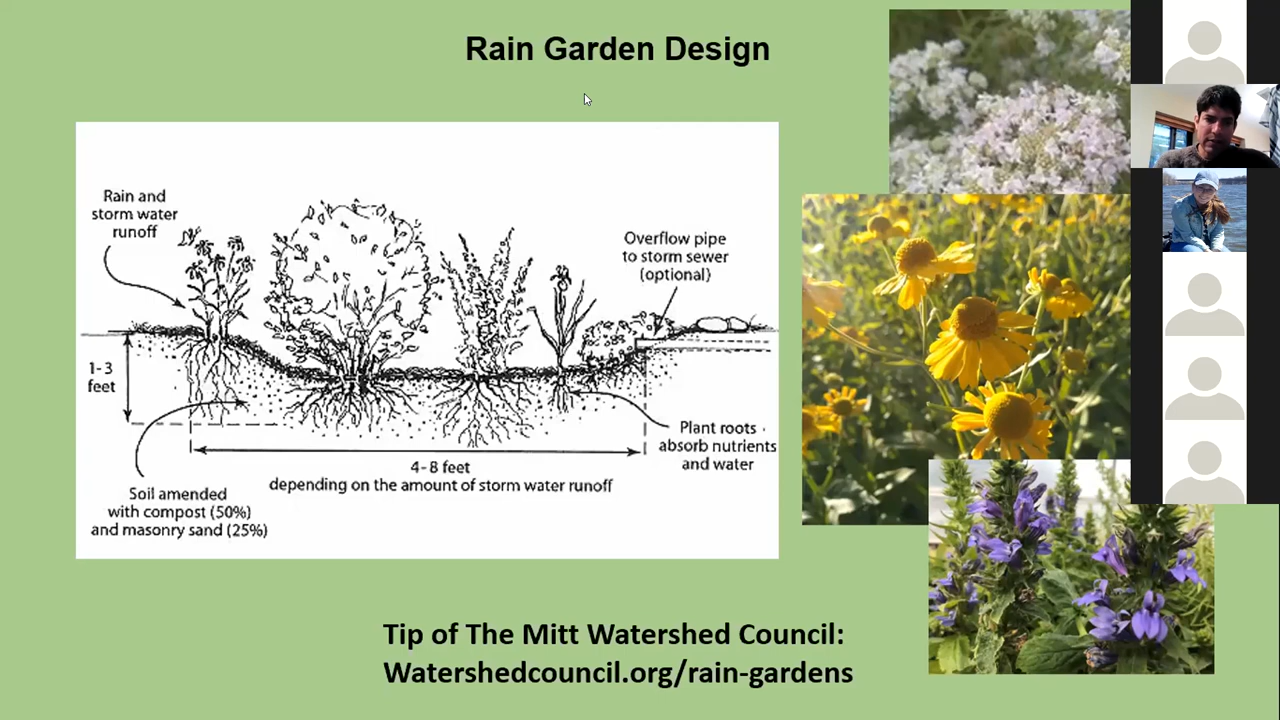 Rain Garden Design
Rain and
storm water
runoff
Overflow pipe
to storm sewer
(optional)
1-3
feet
Plant roots
absorb nutrients
and water
4-8 feet
depending on the amount of storm water runoff
Soil amended
with compost (50%)
and masonry sand (25%)
Tip of The Mitt Watershed Council:
Watershedcouncil.org/rain-gardens